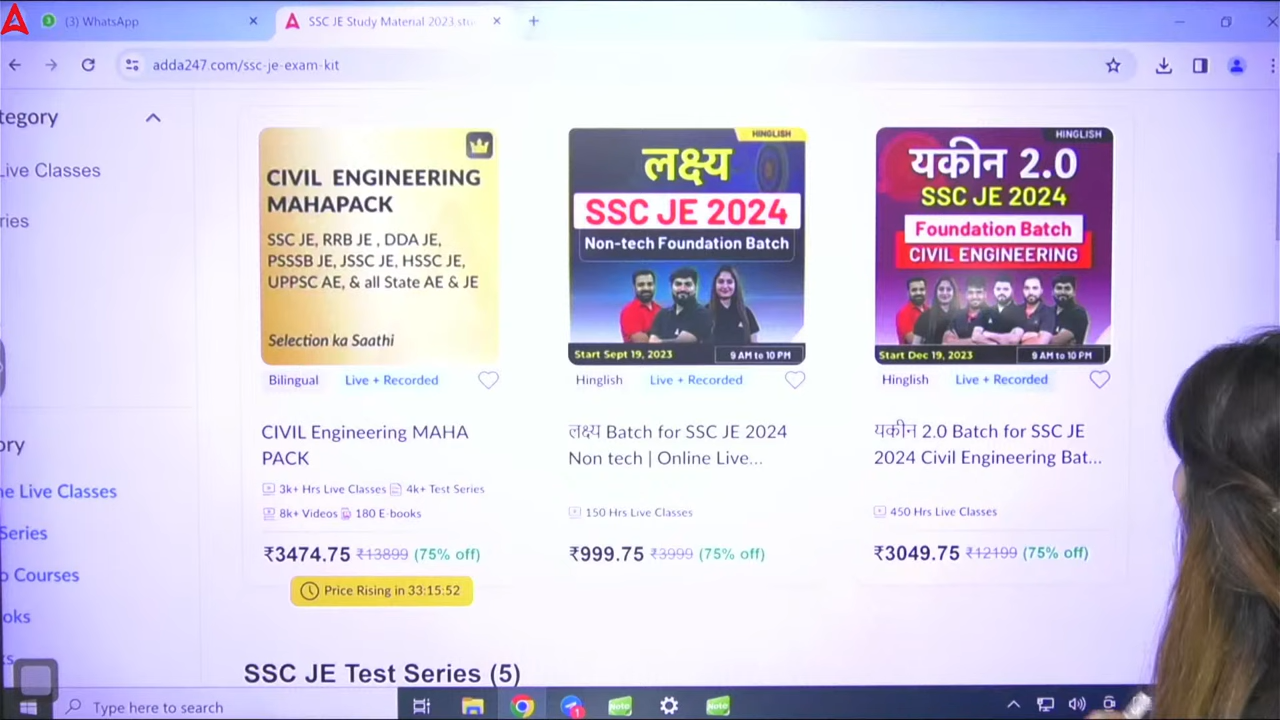 (3) WhatsApp
SSC JE Study Material 2023 stu
adda247.com/ssc-je-exam-kit
tegory
Live Classes
ries
ory
ne Live Classes
Series
o Courses
oks
CIVIL ENGINEERING
MAHAPACK
SSC JE, RRB JE , DDA JE,
PSSSB JE, JSSC JE, HSSC JE,
UPPSC AE, & all State AE & JE
Selection ka Saathi
Bilingual
Live + Recorded
CIVIL Engineering MAHA
PACK
3k+ Hrs Live Classes
4k+ Test Series
8k+ Videos
180 E-books
₹3474.75 ₹13899 (75% off)
Price Rising in 33:15:52
HINGLISH
लक्ष्य
SSC JE 2024
Non-tech Foundation Batch
Start Sept 19, 2023
9 AM to 10 PM
Hinglish
Live + Recorded
लक्ष्य Batch for SSC JE 2024
Non tech | Online Live...
150 Hrs Live Classes
₹999.75 ₹3999 (75% off)
HINGLISH
यकीन 2.0
SSC JE 2024
Foundation Batch
CIVIL ENGINEERING
Start Dec 19, 2023
9 AM to 10 PM
Hinglish
Live + Recorded
यकीन 2.0 Batch for SSC JE
2024 Civil Engineering Bat...
450 Hrs Live Classes
₹3049.75 ₹12199 (75% off)
SSC JE Test Series (5)
Type here to search
1
Note
Note